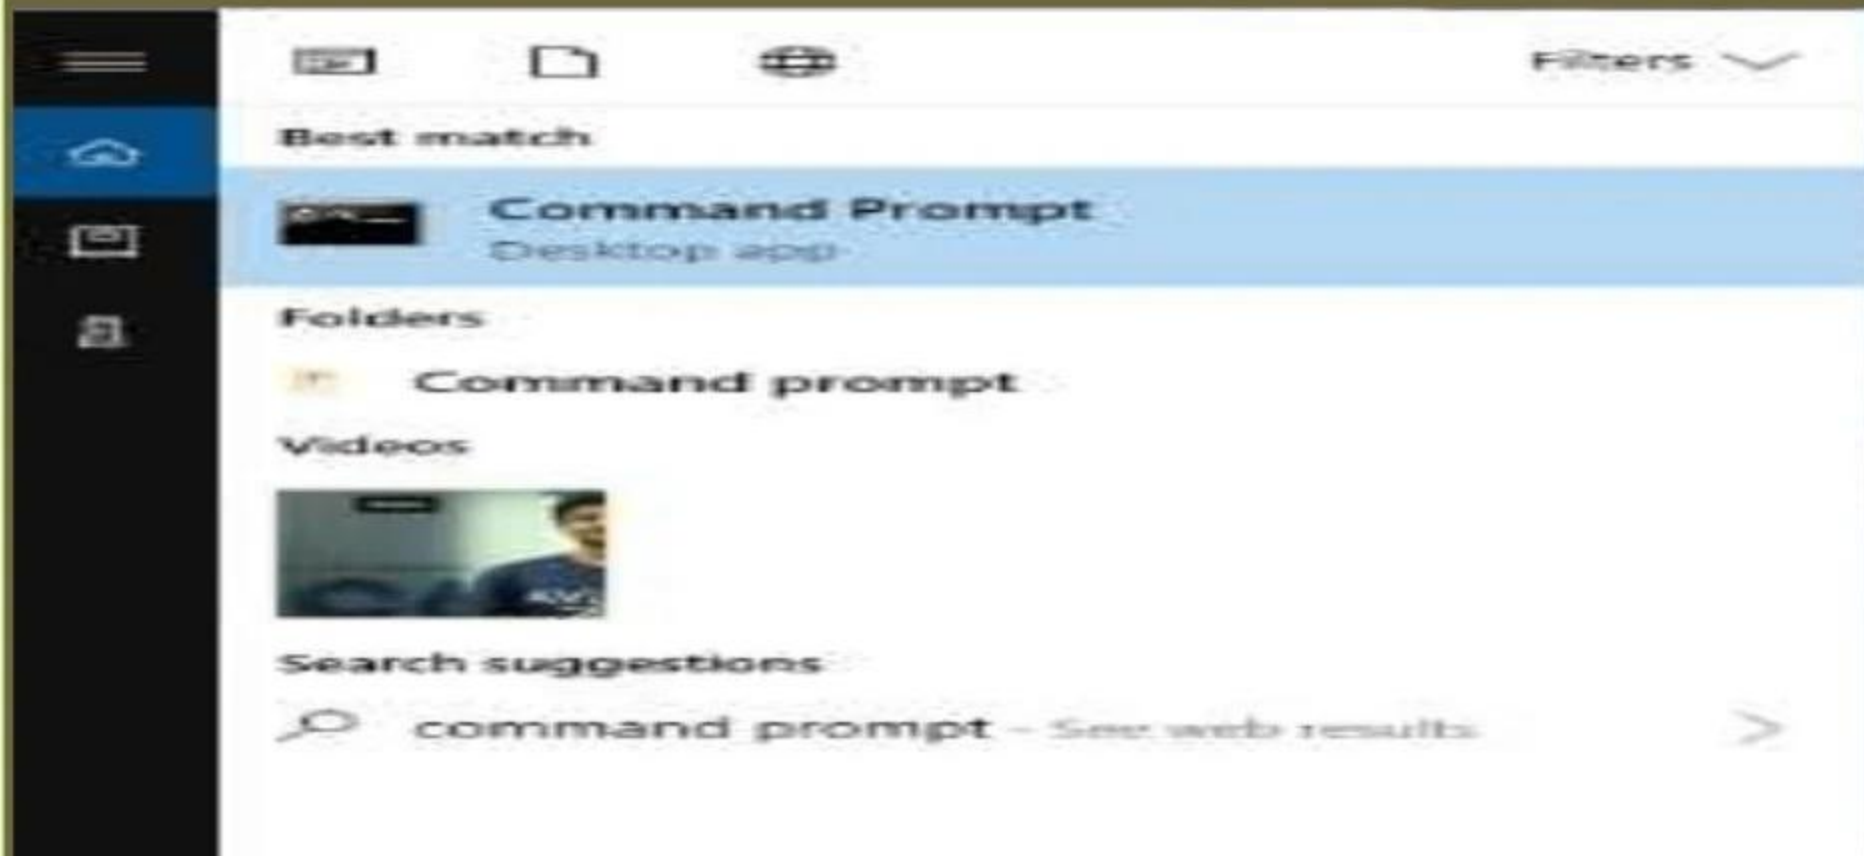 Filters
Best match
Command Prompt
Desktop app
Folders
Command prompt
Videos
Search suggestions
command prompt - See web results